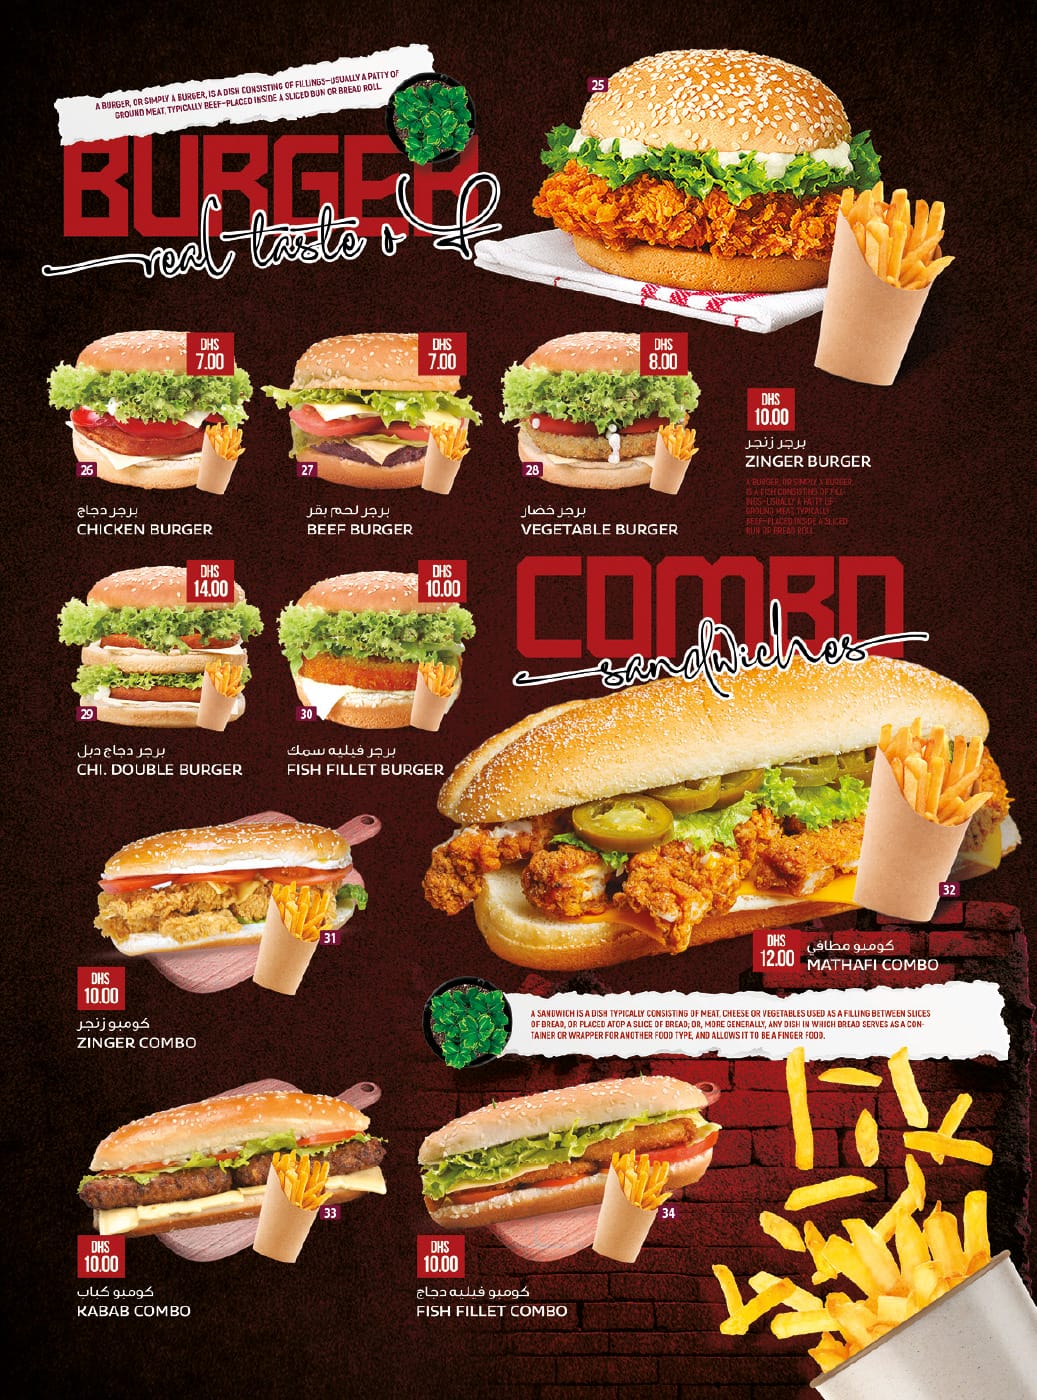 A BURGER, OR SIMPLY A BURGER, IS A DISH CONSISTING OF FILLINGS—USUALLY A PATTY OF
GROUND MEAT, TYPICALLY BEEF—PLACED INSIDE A SLICED BUN OR BREAD ROLL
BURGER
real taste of
25
DHS
7.00
26
برجر دجاج
CHICKEN BURGER
DHS
7.00
27
برجر لحم بقر
BEEF BURGER
DHS
8.00
28
برجر خضار
VEGETABLE BURGER
DHS
10.00
برجر زنجر
ZINGER BURGER
A BURGER, OR SIMPLY A BURGER,
IS A DISH CONSISTING OF FILL-
INGS—USUALLY A PATTY OF
GROUND MEAT, TYPICALLY
BEEF—PLACED INSIDE A SLICED
BUN OR BREAD ROLL
DHS
14.00
29
برجر دجاج دبل
CHI. DOUBLE BURGER
DHS
10.00
30
برجر فيليه سمك
FISH FILLET BURGER
COMBO
sandwiches
31
DHS
10.00
كومبو زنجر
ZINGER COMBO
32
DHS
12.00
كومبو مطافي
MATHAFI COMBO
A SANDWICH IS A DISH TYPICALLY CONSISTING OF MEAT, CHEESE OR VEGETABLES USED AS A FILLING BETWEEN SLICES
OF BREAD, OR PLACED ATOP A SLICE OF BREAD; OR, MORE GENERALLY, ANY DISH IN WHICH BREAD SERVES AS A CON-
TAINER OR WRAPPER FOR ANOTHER FOOD TYPE, AND ALLOWS IT TO BE A FINGER FOOD.
33
DHS
10.00
كومبو كباب
KABAB COMBO
34
DHS
10.00
كومبو فيليه دجاج
FISH FILLET COMBO